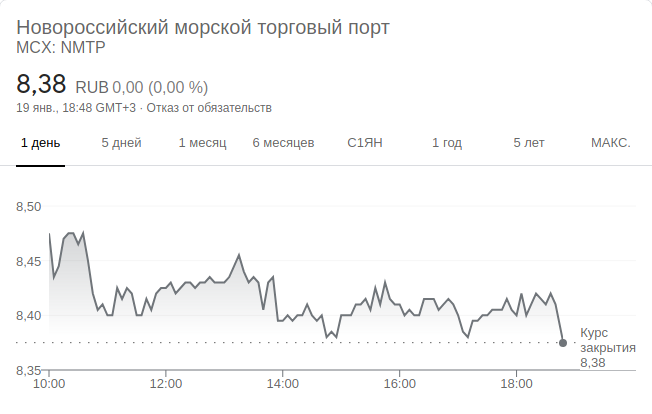 Новороссийский морской торговый порт
MCX: NMTP
8,38 RUB 0,00 (0,00 %)
19 янв., 18:48 GMT+3 · Отказ от обязательств
1 день 5 дней 1 месяц 6 месяцев С1ЯН 1 год 5 лет МАКС.
8,50
8,45
8,40
8,35
Курс
закрытия
8,38
10:00 12:00 14:00 16:00 18:00